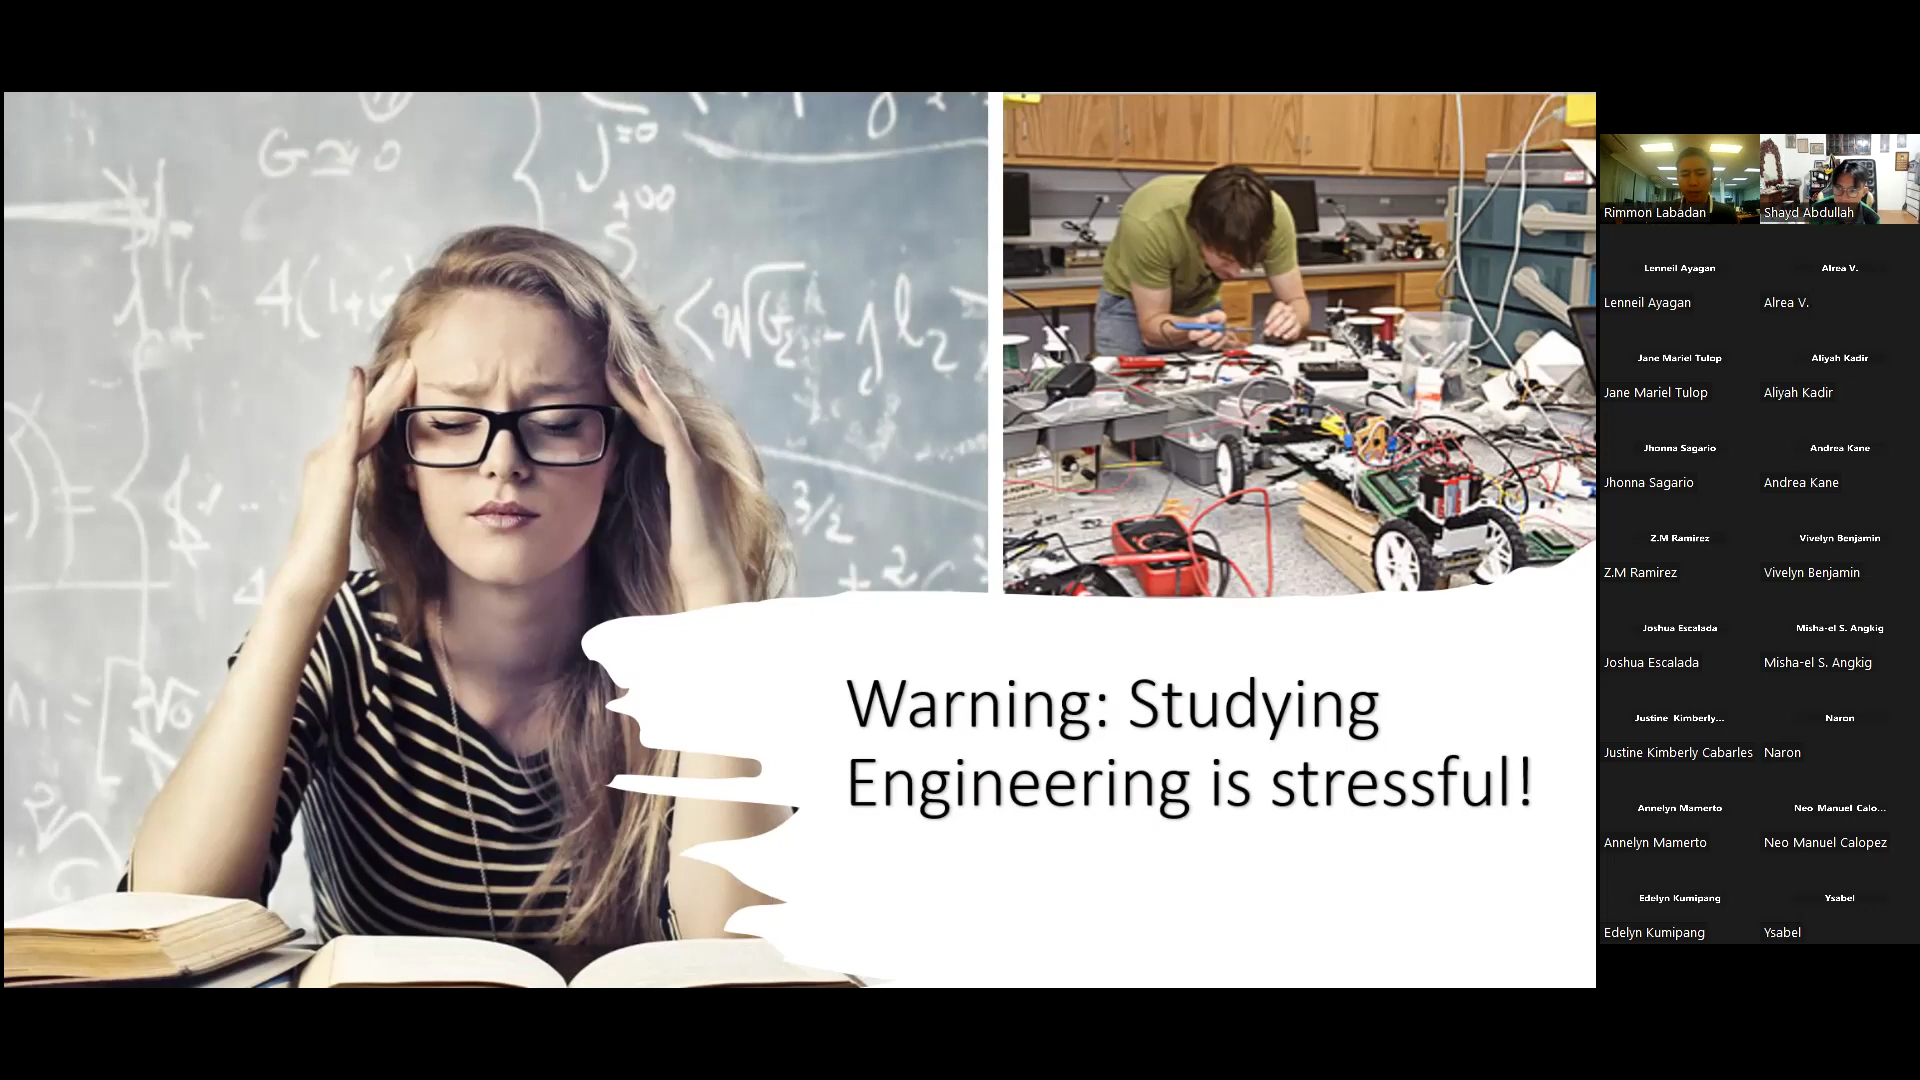 Warning: Studying
Engineering is stressful!
Rimmon Labadan
Shayd Abdullah
Lenneil Ayagan
Alrea V.
Lenneil Ayagan
Alrea V.
Jane Mariel Tulop
Aliyah Kadir
Jane Mariel Tulop
Aliyah Kadir
Jhonna Sagario
Andrea Kane
Jhonna Sagario
Andrea Kane
Z.M Ramirez
Vivelyn Benjamin
Z.M Ramirez
Vivelyn Benjamin
Joshua Escalada
Misha-el S. Angkig
Joshua Escalada
Misha-el S. Angkig
Justine Kimberly...
Naron
Justine Kimberly Cabarles
Naron
Annelyn Mamerto
Neo Manuel Calo...
Annelyn Mamerto
Neo Manuel Calopez
Edelyn Kumipang
Ysabel
Edelyn Kumipang
Ysabel